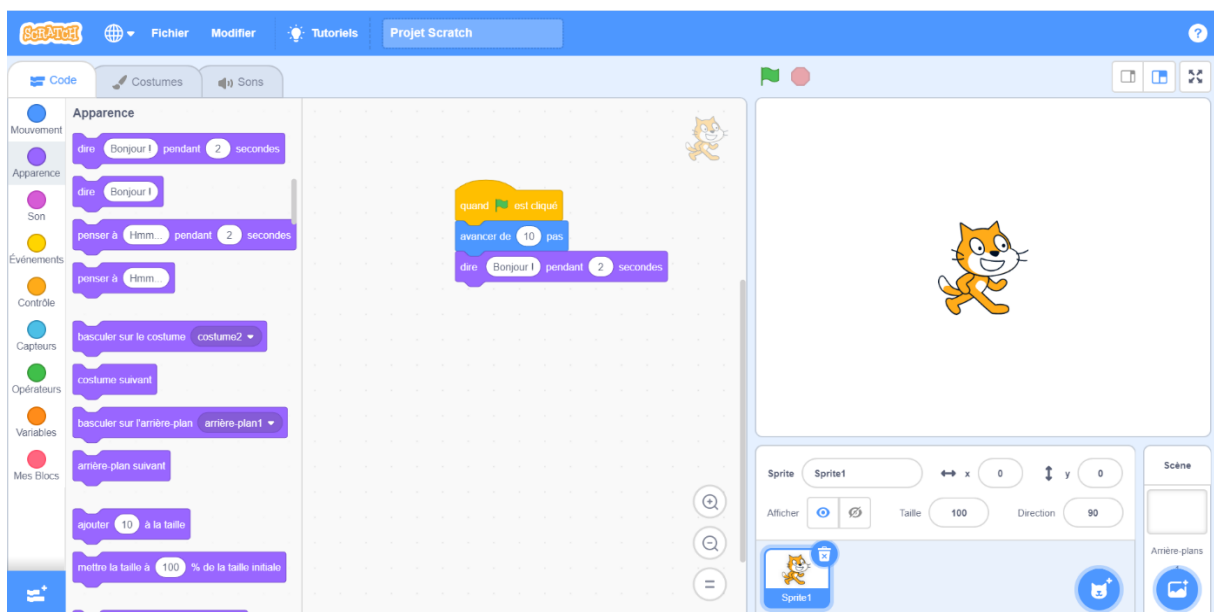 SCRATCH Fichier Modifier Tutoriels Projet Scratch ?
Code Costumes Sons
Mouvement
Apparence
Son
Événements
Contrôle
Capteurs
Opérateurs
Variables
Mes Blocs
Apparence
dire Bonjour ! pendant 2 secondes
dire Bonjour !
penser à Hmm... pendant 2 secondes
penser à Hmm...
basculer sur le costume costume2
costume suivant
basculer sur l'arrière-plan arrière-plan1
arrière-plan suivant
ajouter 10 à la taille
mettre la taille à 100 % de la taille initiale
quand est cliqué
avancer de 10 pas
dire Bonjour ! pendant 2 secondes
Sprite Sprite1 x 0 y 0
Afficher Taille 100 Direction 90
Sprite1
Scène
Arrière-plans